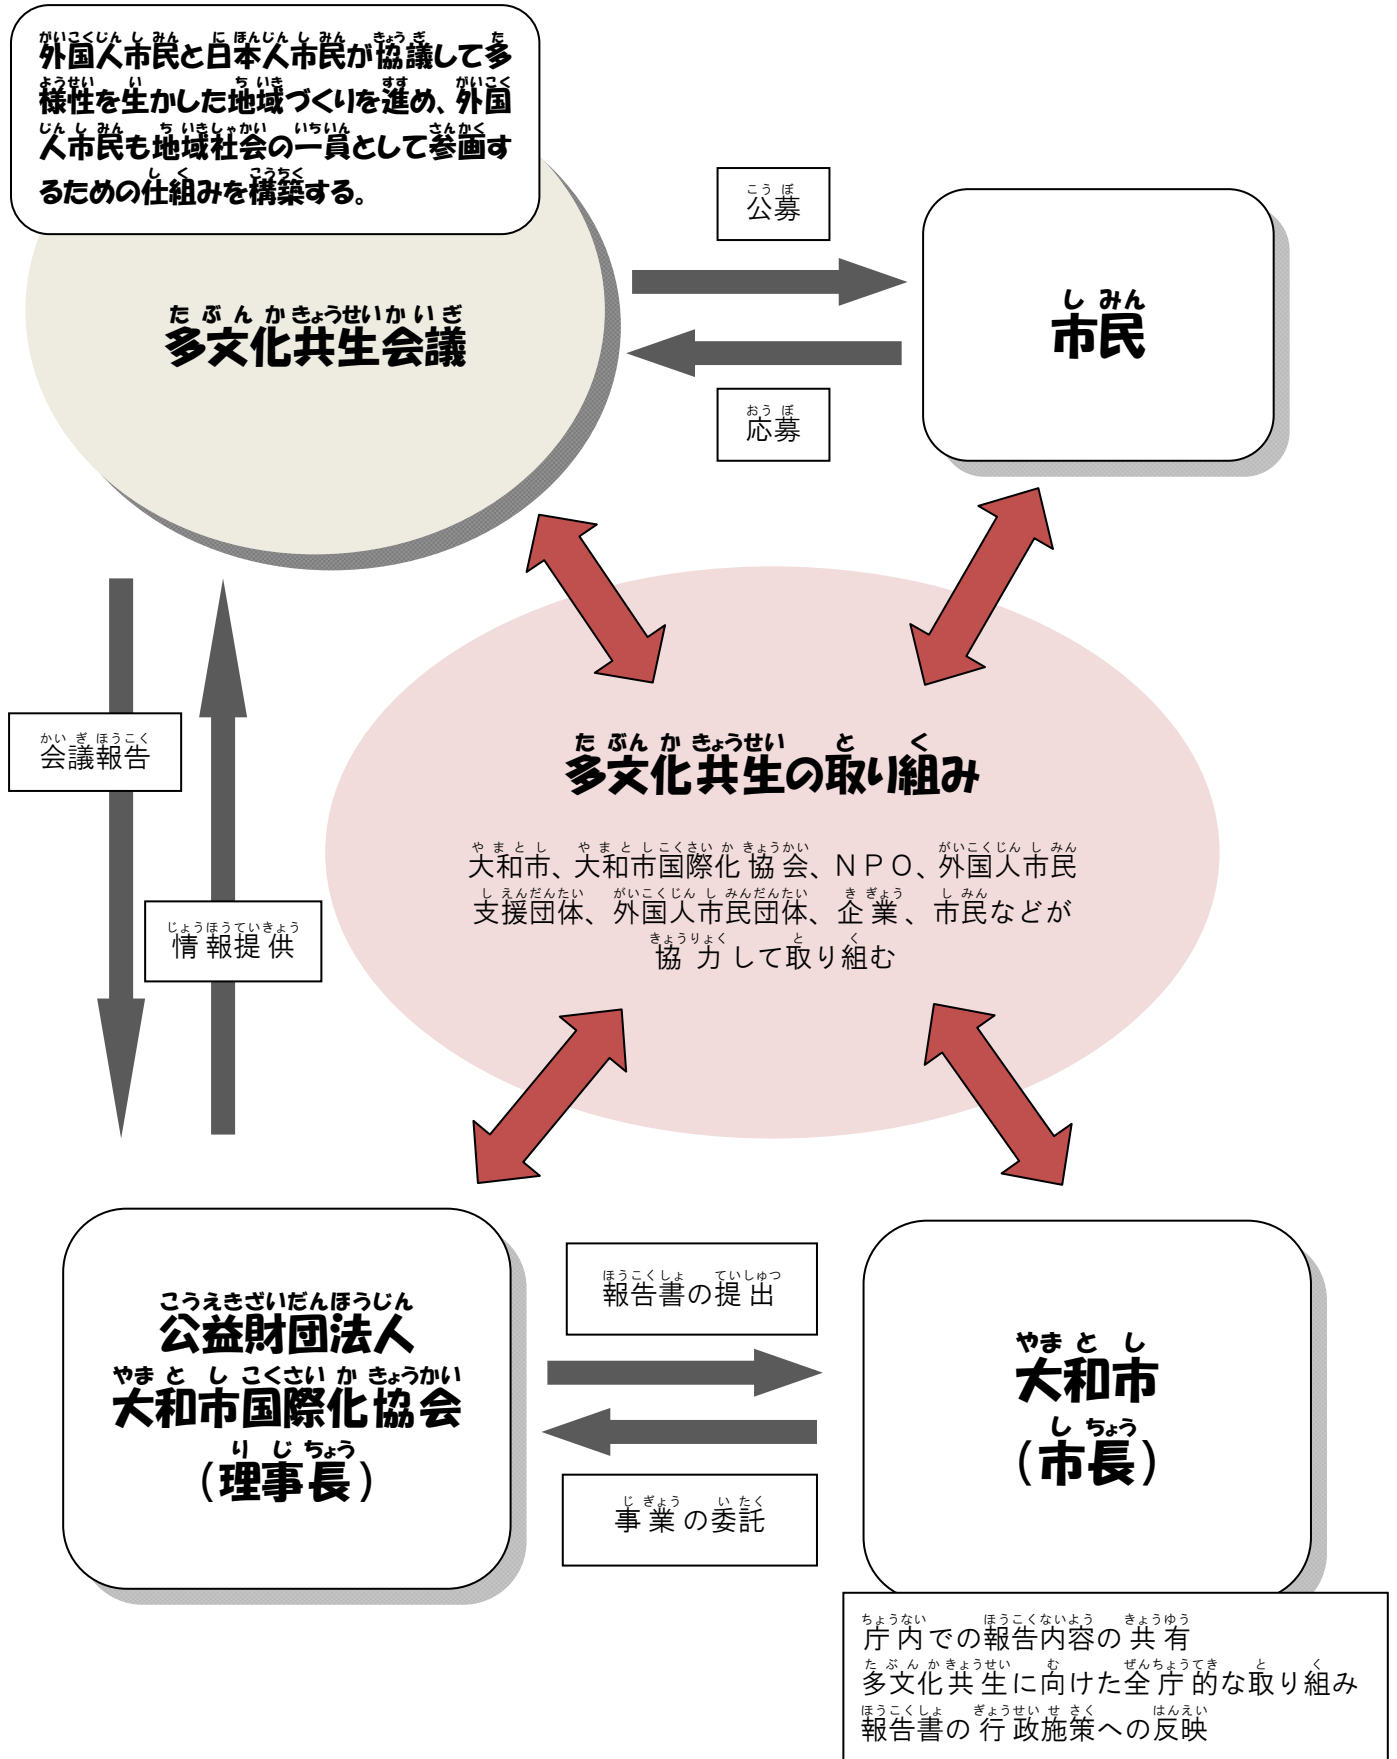 外国人市民と日本人市民が協議して多
様性を生かした地域づくりを進め、外国
人市民も地域社会の一員として参画す
るための仕組みを構築する。
公募
多文化共生会議
市民
応募
会議報告
情報提供
多文化共生の取り組み
大和市、大和市国際化協会、ＮＰＯ、外国人市民
支援団体、外国人市民団体、企業、市民などが
協力して取り組む
公益財団法人
大和市国際化協会
（理事長）
報告書の提出
事業の委託
大和市
（市長）
庁内での報告内容の共有
多文化共生に向けた全庁的な取り組み
報告書の行政施策への反映